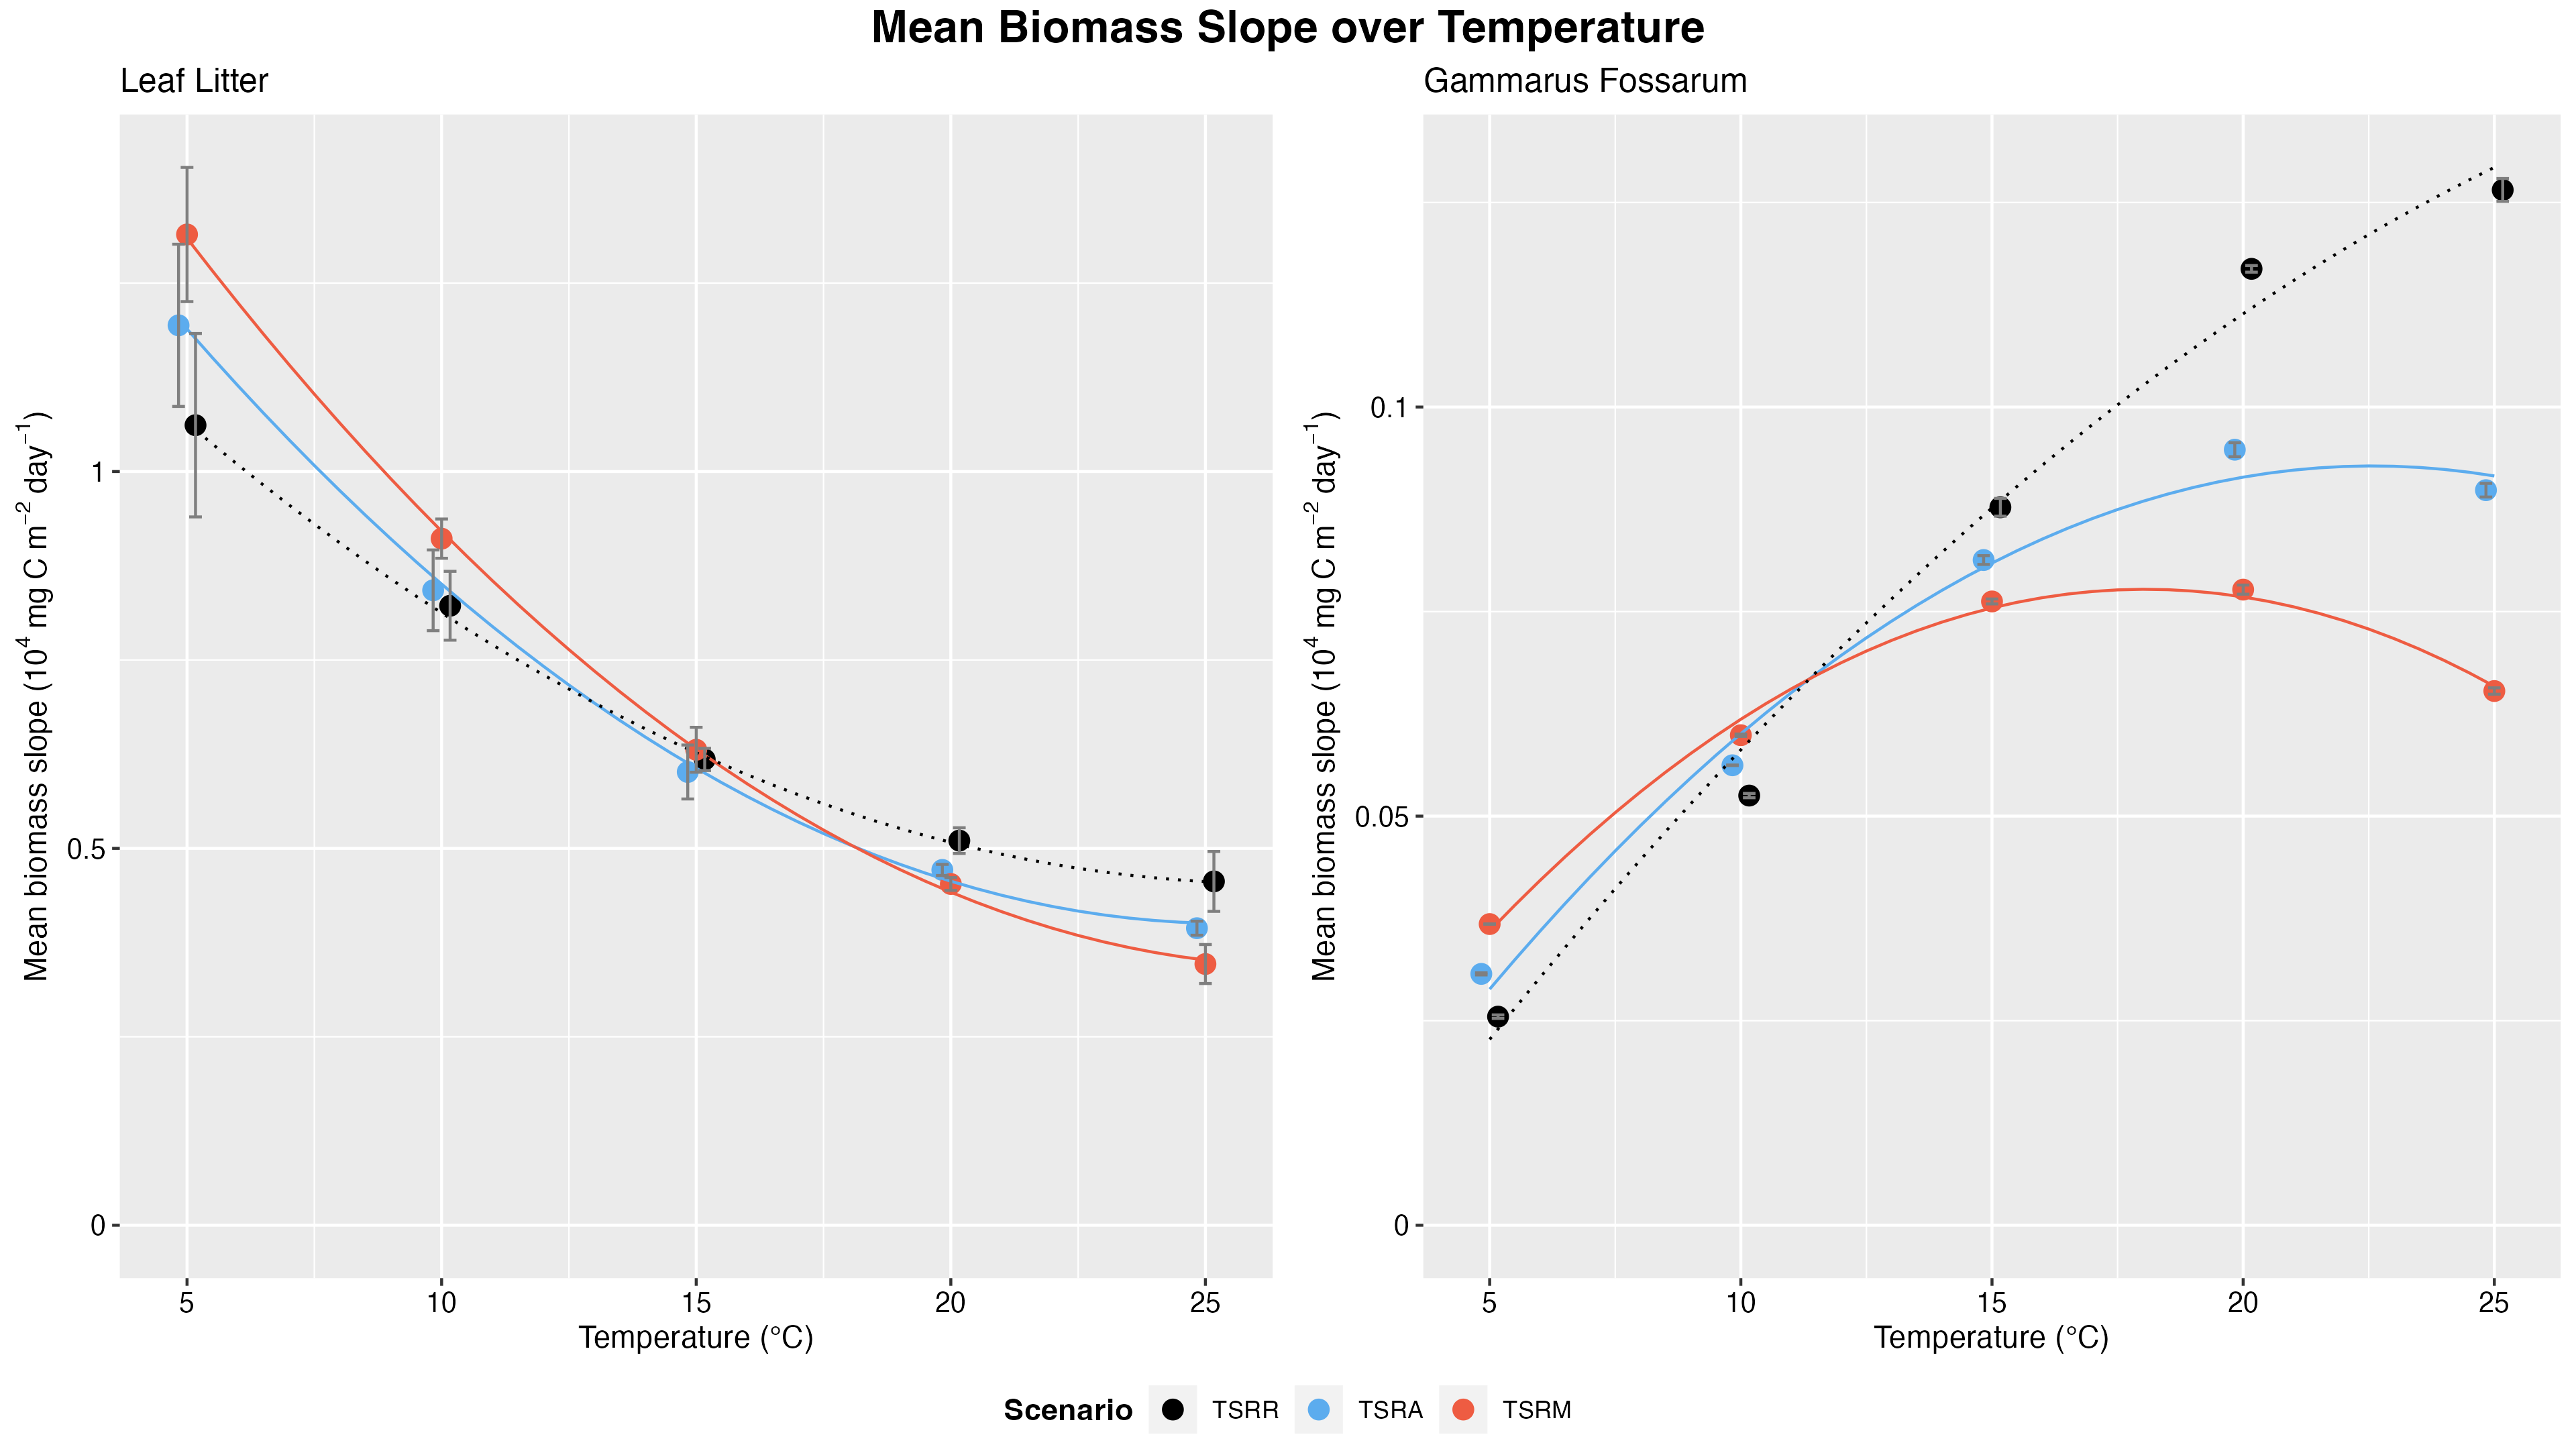 Mean Biomass Slope over Temperature
Leaf Litter
Mean biomass slope (10⁴ mg C m⁻² day⁻¹)
1
0.5
0
5 10 15 20 25
Temperature (°C)
Gammarus Fossarum
Mean biomass slope (10⁴ mg C m⁻² day⁻¹)
0.1
0.05
0
5 10 15 20 25
Temperature (°C)
Scenario TSRR TSRA TSRM